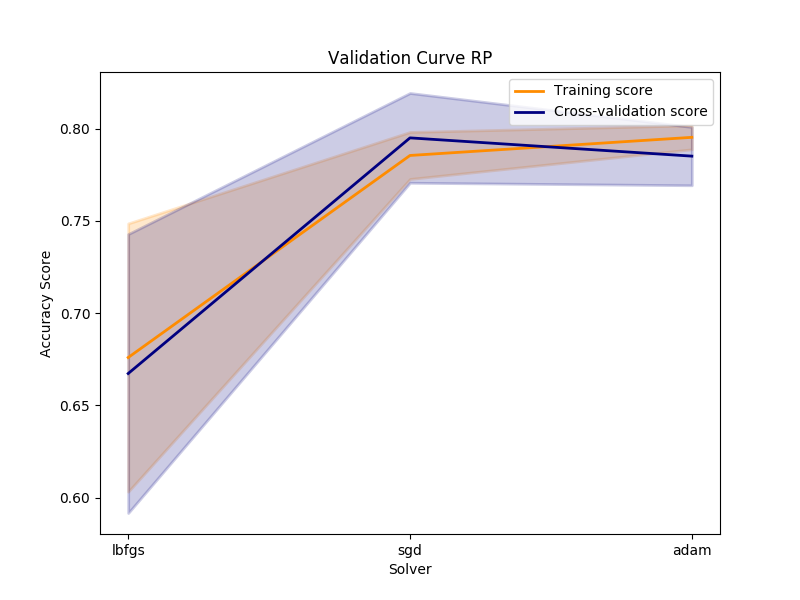 Validation Curve RP
Training score
Cross-validation score
0.80
0.75
0.70
0.65
0.60
Accuracy Score
lbfgs sgd adam
Solver